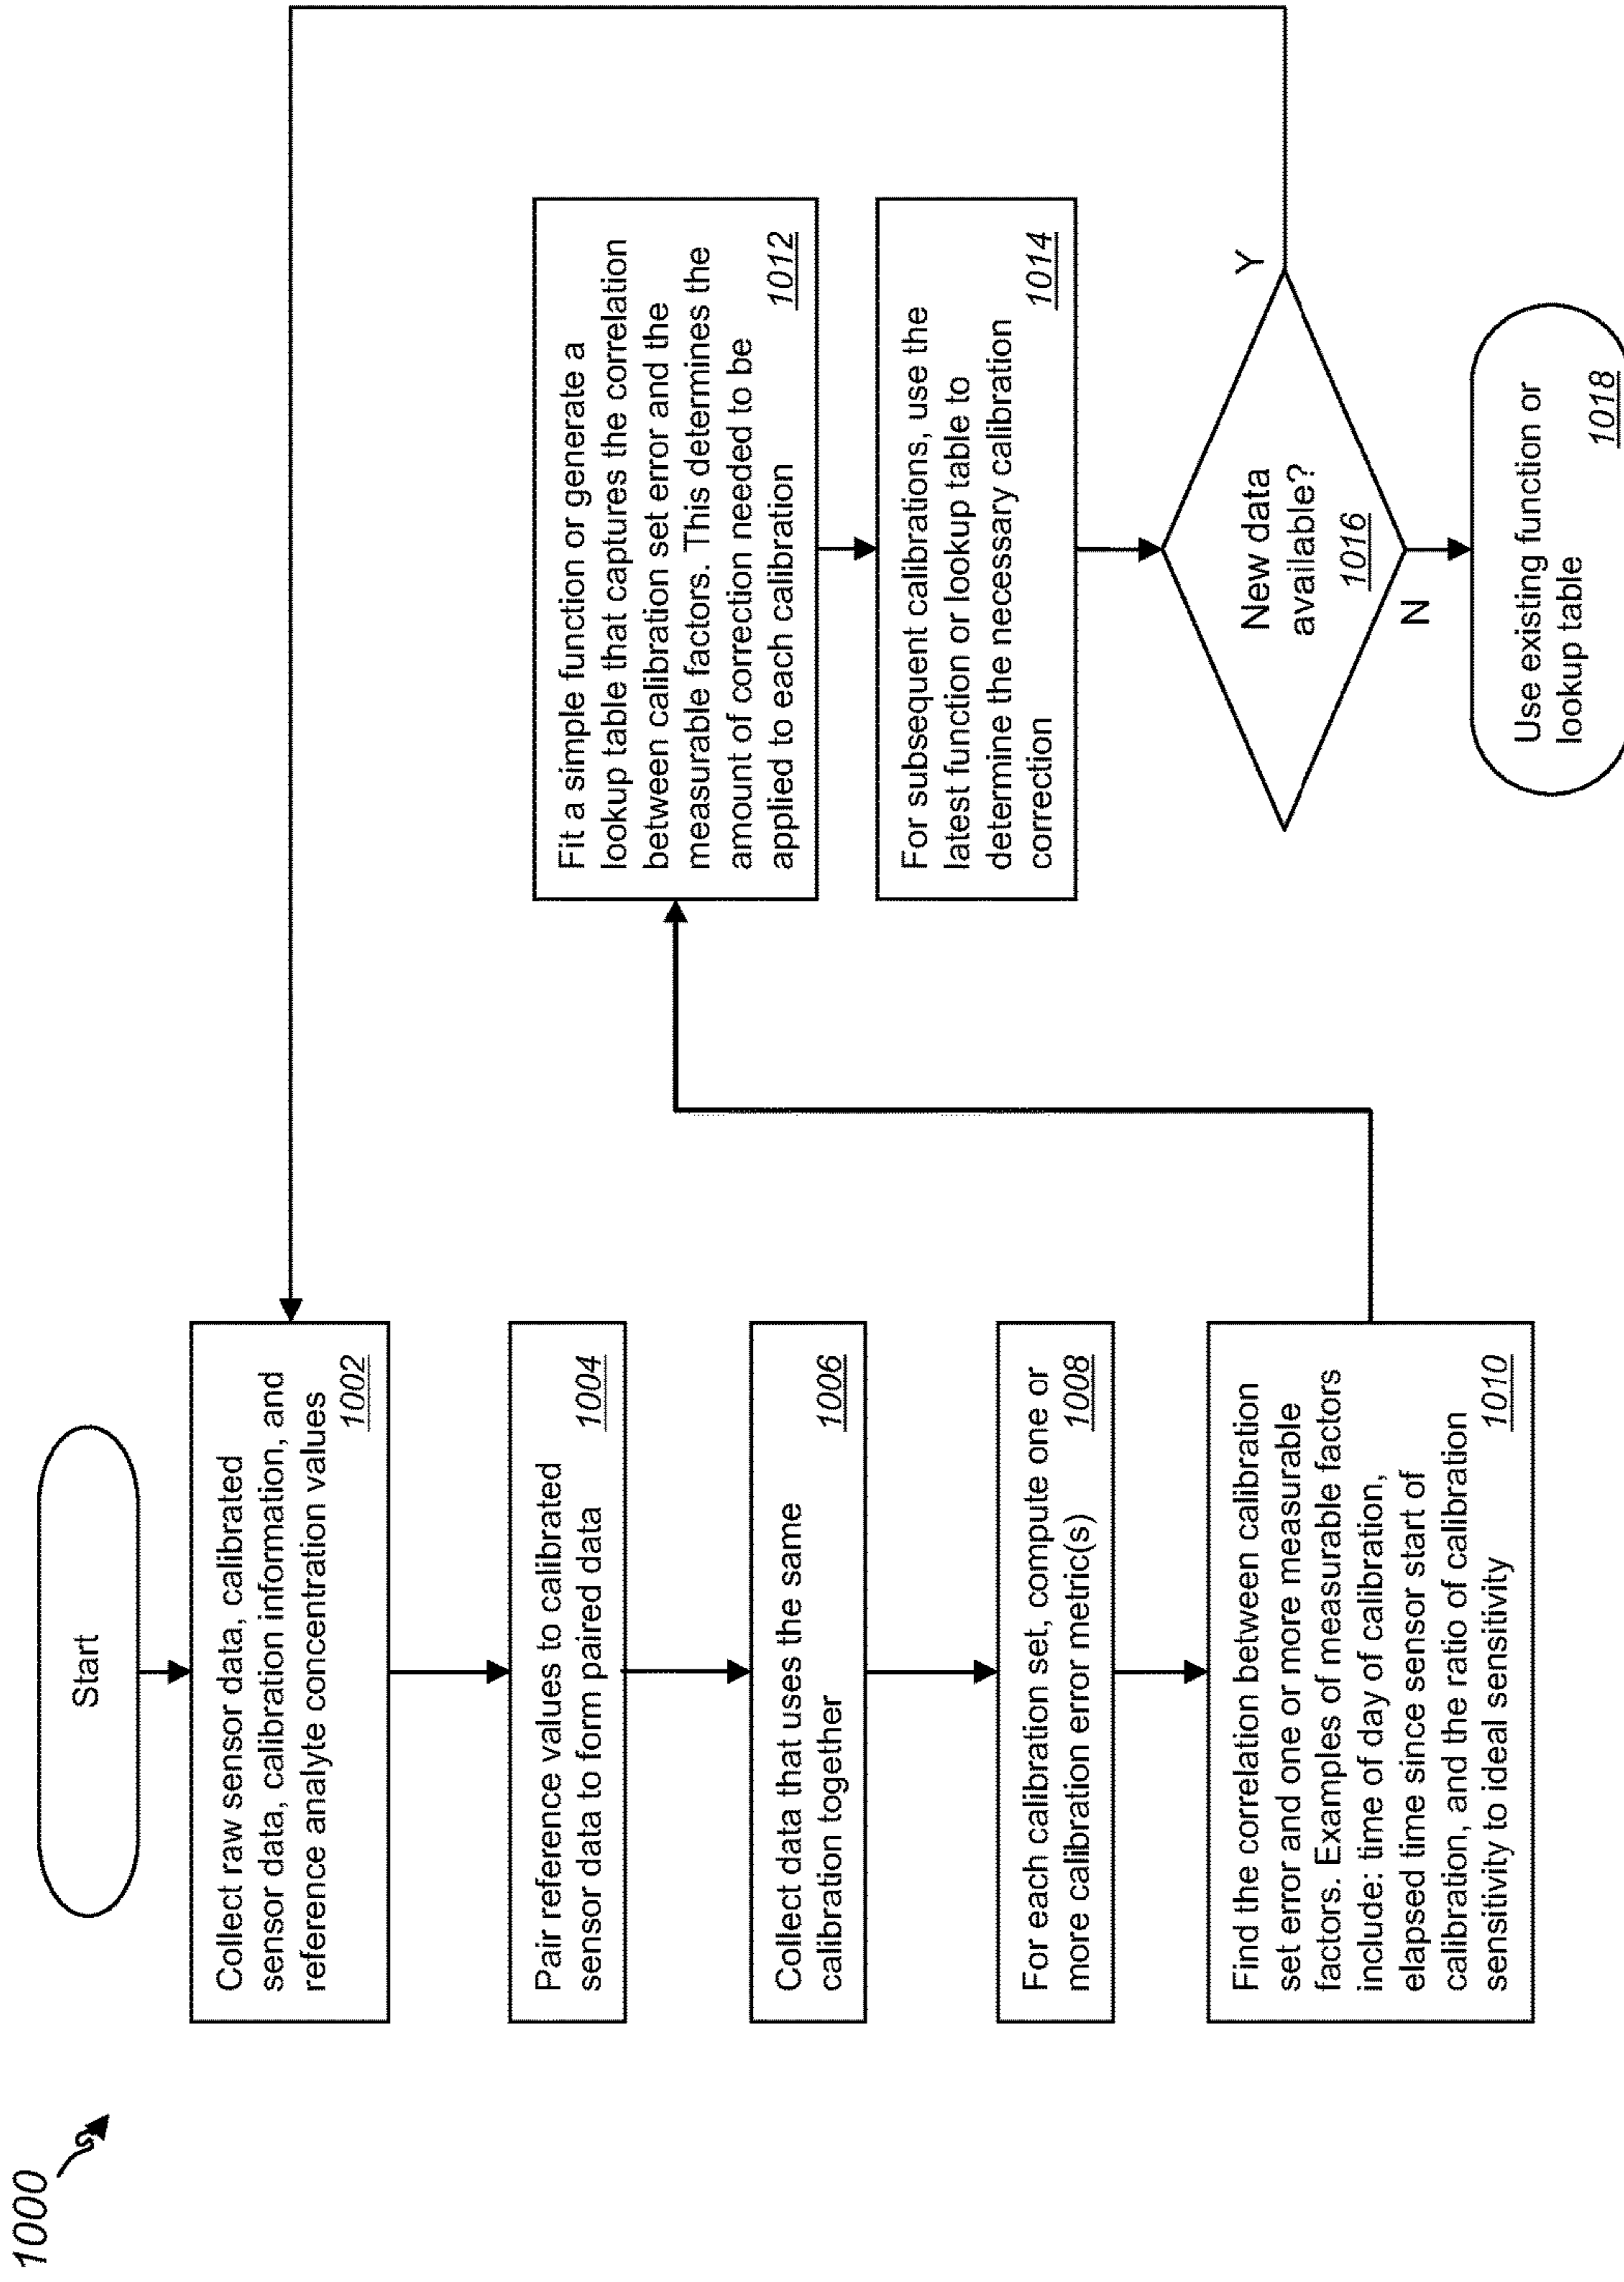 1000
Start
Collect raw sensor data, calibrated
sensor data, calibration information, and
reference analyte concentration values
1002
Pair reference values to calibrated
sensor data to form paired data
1004
Collect data that uses the same
calibration together
1006
For each calibration set, compute one or
more calibration error metric(s)
1008
Find the correlation between calibration
set error and one or more measurable
factors. Examples of measurable factors
include: time of day of calibration,
elapsed time since sensor start of
calibration, and the ratio of calibration
sensitivity to ideal sensitivity
1010
Fit a simple function or generate a
lookup table that captures the correlation
between calibration set error and the
measurable factors. This determines the
amount of correction needed to be
applied to each calibration
1012
For subsequent calibrations, use the
latest function or lookup table to
determine the necessary calibration
correction
1014
New data
available?
1016
Y
N
Use existing function or
lookup table
1018